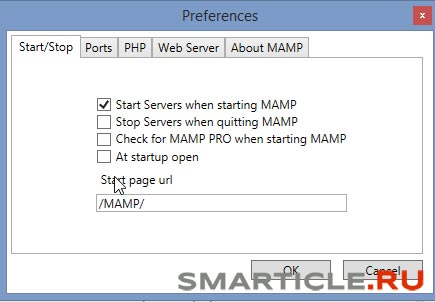 Preferences
x
Start/Stop Ports PHP Web Server About MAMP
Start Servers when starting MAMP
Stop Servers when quitting MAMP
Check for MAMP PRO when starting MAMP
At startup open
Start page url
/MAMP/
OK Cancel
SMARTICLE.RU